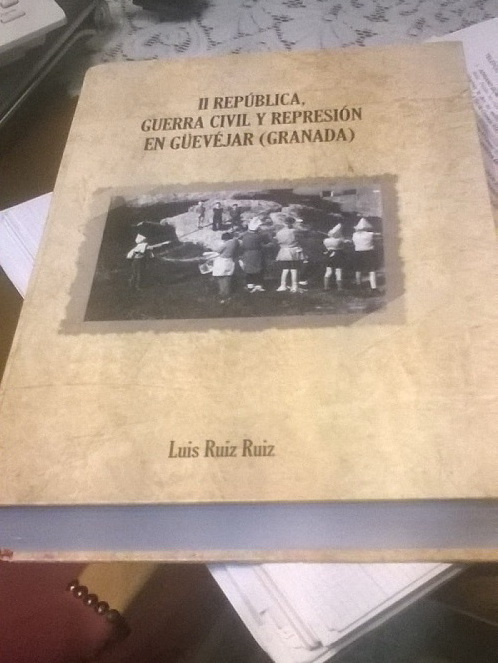 II REPÚBLICA,
GUERRA CIVIL Y REPRESIÓN
EN GÜEVÉJAR (GRANADA)
Luis Ruiz Ruiz